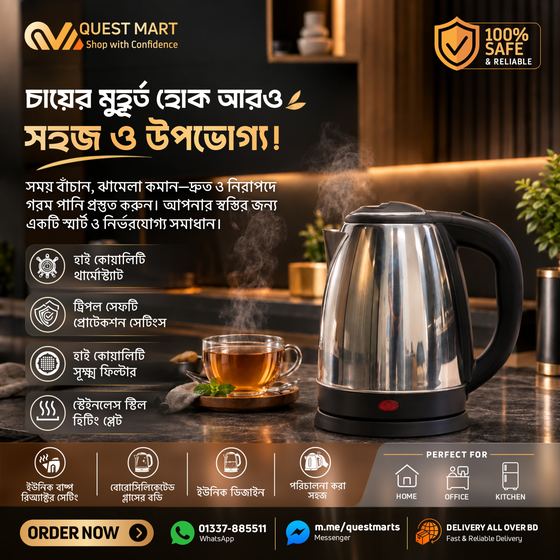 QUEST MART
Shop with Confidence
100%
SAFE
& RELIABLE
চায়ের মুহূর্ত হোক আরও
সহজ ও উপভোগ্য!
সময় বাঁচান, ঝামেলা কমান—দ্রুত ও নিরাপদে
গরম পানি প্রস্তুত করুন। আপনার স্বস্তির জন্য
একটি স্মার্ট ও নির্ভরযোগ্য সমাধান।
হাই কোয়ালিটি
থার্মোস্ট্যাট
ট্রিপল সেফটি
প্রোটেকশন সেটিংস
হাই কোয়ালিটি
সূক্ষ্ম ফিল্টার
স্টেইনলেস স্টিল
হিটিং প্লেট
ইউনিক বাষ্প
রিঅ্যাক্টর সেটিং
বোরোসিলিকেটেড
গ্লাসের বডি
ইউনিক ডিজাইন
পরিচালনা করা
সহজ
PERFECT FOR
HOME
OFFICE
KITCHEN
ORDER NOW
01337-885511
WhatsApp
m.me/questmarts
Messenger
DELIVERY ALL OVER BD
Fast & Reliable Delivery